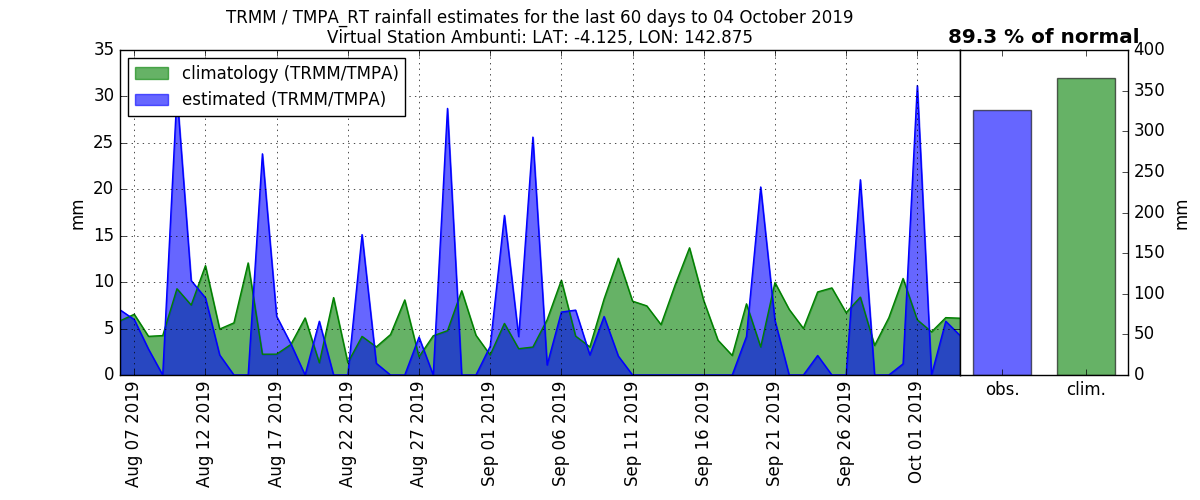 TRMM / TMPA_RT rainfall estimates for the last 60 days to 04 October 2019
Virtual Station Ambunti: LAT: -4.125, LON: 142.875
89.3 % of normal
climatology (TRMM/TMPA)
estimated (TRMM/TMPA)
35
30
25
20
15
10
5
0
mm
Aug 07 2019
Aug 12 2019
Aug 17 2019
Aug 22 2019
Aug 27 2019
Sep 01 2019
Sep 06 2019
Sep 11 2019
Sep 16 2019
Sep 21 2019
Sep 26 2019
Oct 01 2019
obs.
clim.
400
350
300
250
200
150
100
50
0
mm